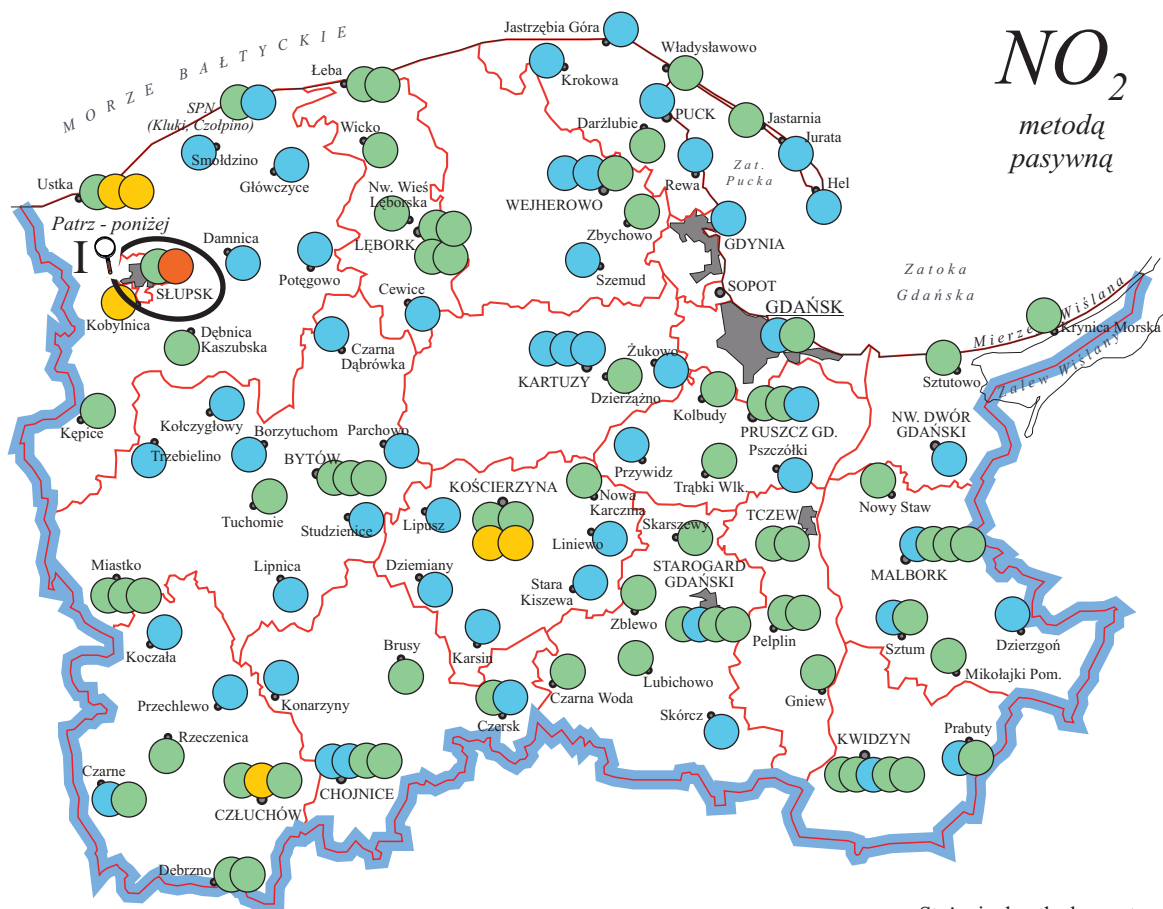 NO2
metodą
pasywną
MORZE BAŁTYCKIE
Jastrzębia Góra
Władysławowo
Krokowa
Łeba
SPN
(Kluki, Czołpino)
Wicko
Darżlubie
PUCK
Jastarnia
Jurata
Smołdzino
Główczyce
Zat.
Pucka
Rewa
Hel
Ustka
Nw. Wieś
Lęborska
WEJHEROWO
Zbychowo
GDYNIA
Patrz - poniżej
I
Damnica
LĘBORK
Potęgowo
Szemud
SŁUPSK
Kobylnica
Cewice
SOPOT
Zatoka
Gdańska
GDAŃSK
Mierzeja Wiślana
Krynica Morska
Zalew Wiślany
Dębnica
Kaszubska
Czarna
Dąbrówka
Żukowo
KARTUZY
Dzierżążno
Kolbudy
Sztutowo
Kępice
Kołczygłowy
Borzytuchom
Parchowo
PRUSZCZ GD.
Pszczółki
NW. DWÓR
GDAŃSKI
Trzebielino
BYTÓW
Przywidz
Trąbki Wlk.
Tuchomie
Studzienice
Lipusz
KOŚCIERZYNA
Nowa
Karczma
Skarszewy
TCZEW
Nowy Staw
Liniewo
Miastko
Lipnica
Dziemiany
Stara
Kiszewa
STAROGARD
GDAŃSKI
MALBORK
Zblewo
Pelplin
Sztum
Dzierzgoń
Koczała
Brusy
Karsin
Czarna Woda
Lubichowo
Gniew
Mikołajki Pom.
Przechlewo
Konarzyny
Czersk
Skórcz
Rzeczenica
KWIDZYN
Prabuty
Czarne
CZŁUCHÓW
CHOJNICE
Debrzno